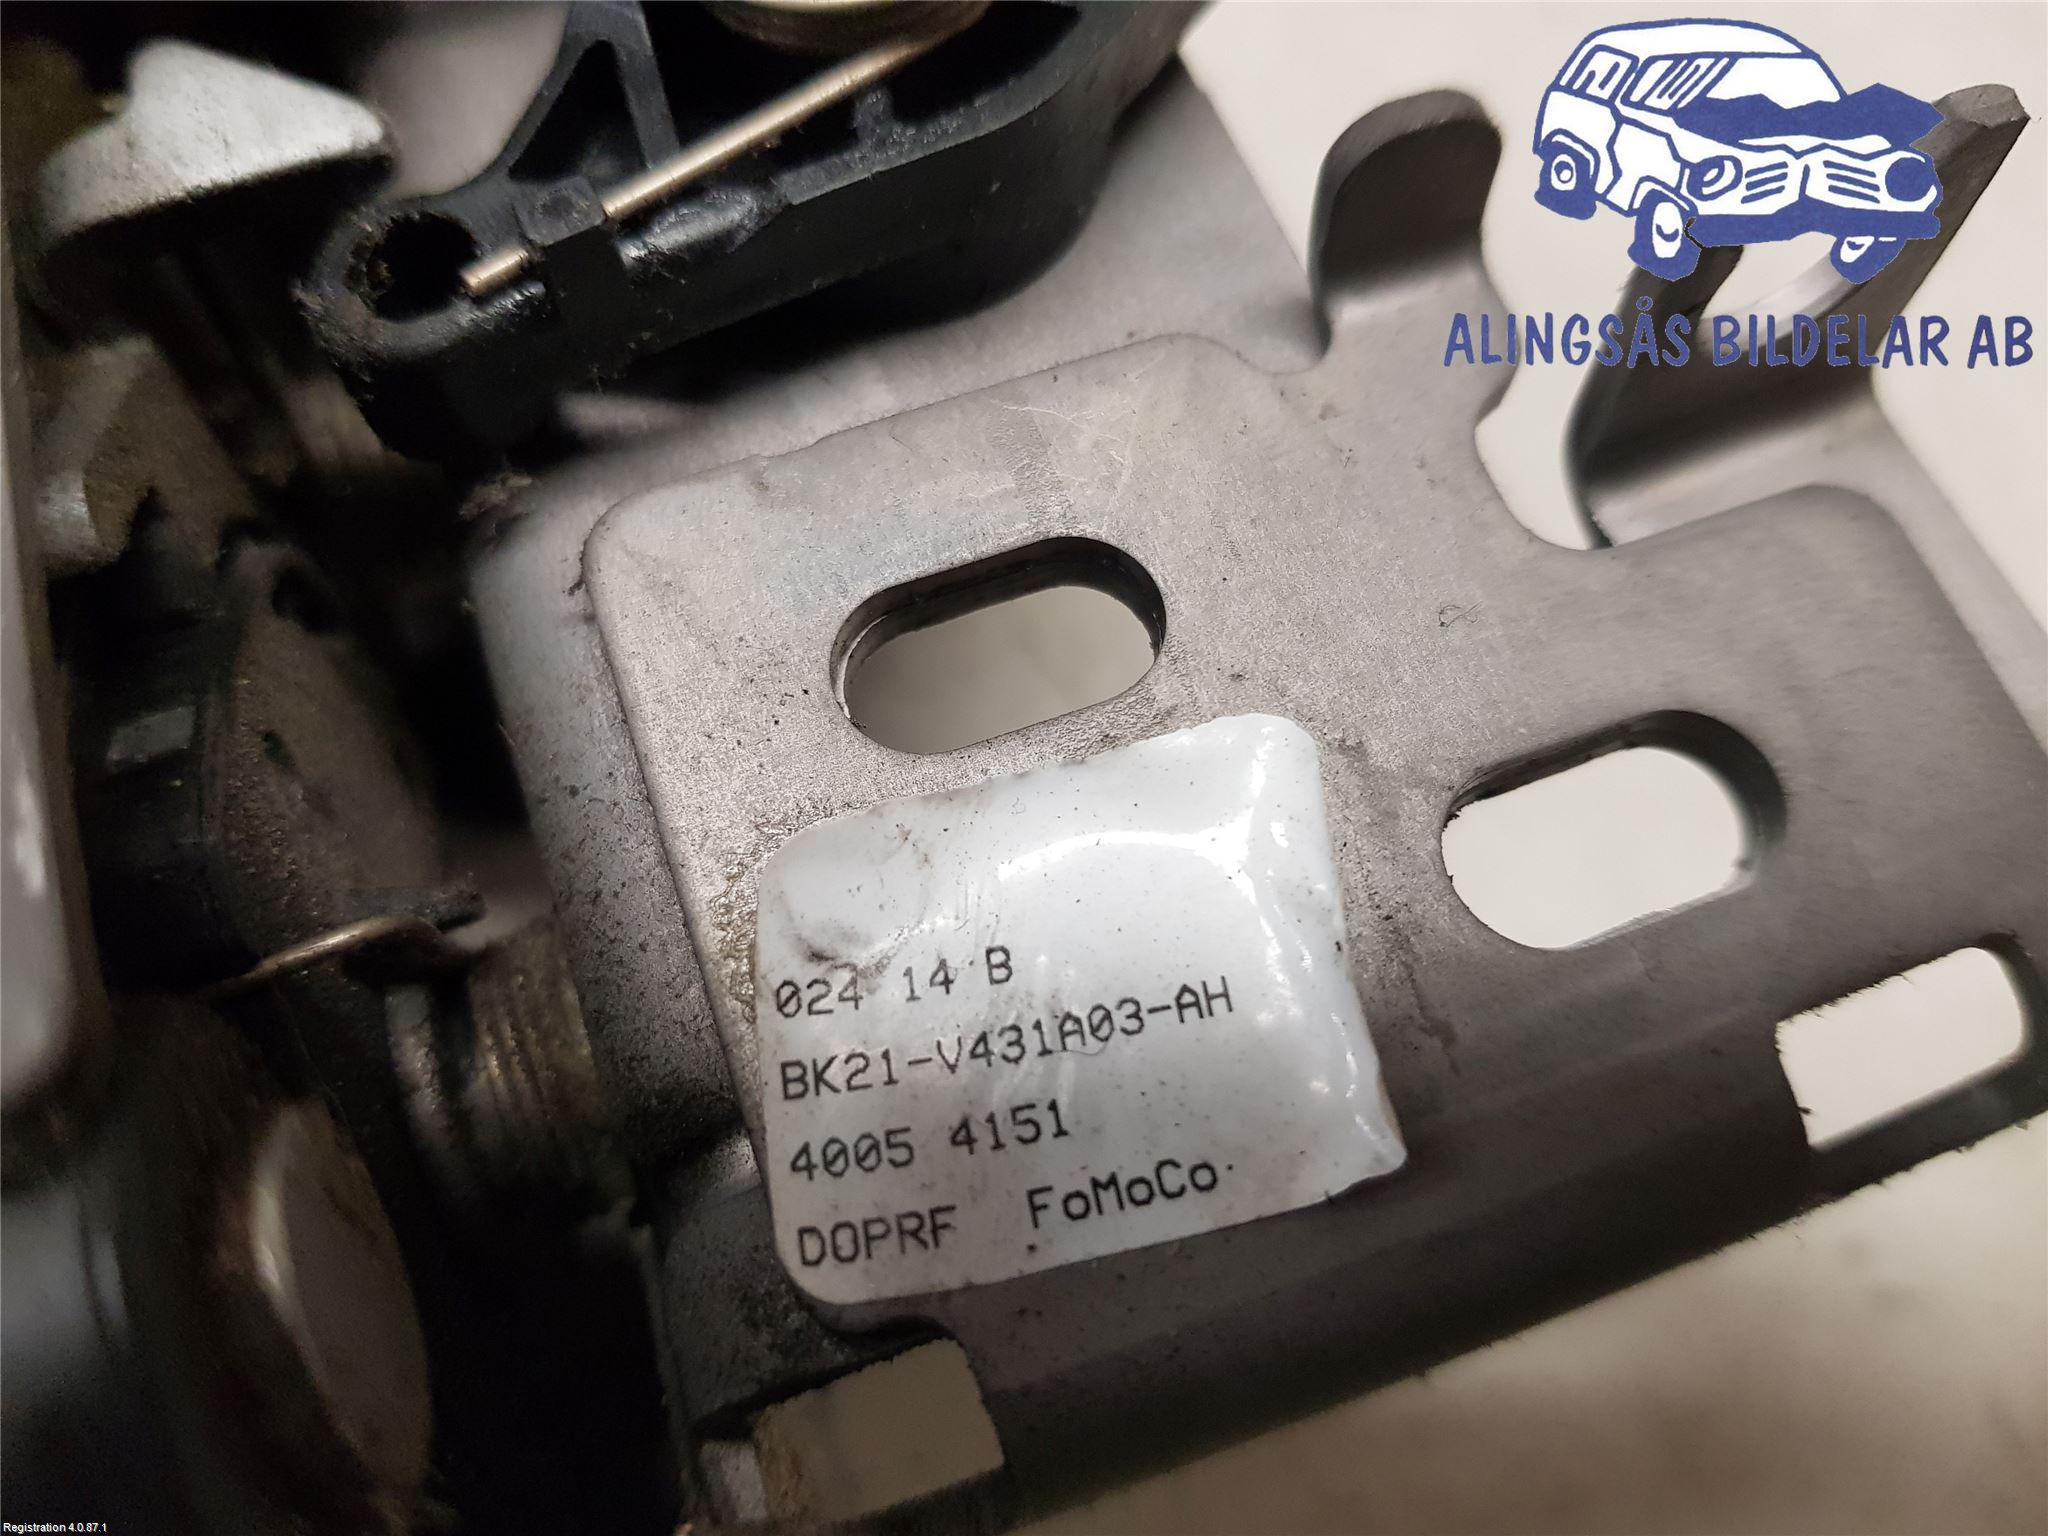 ALINGSÅS BILDELAR AB
024 14 B
BK21-V431A03-AH
4005 4151
DOPRF FoMoCo
Registration 4.0.87.1